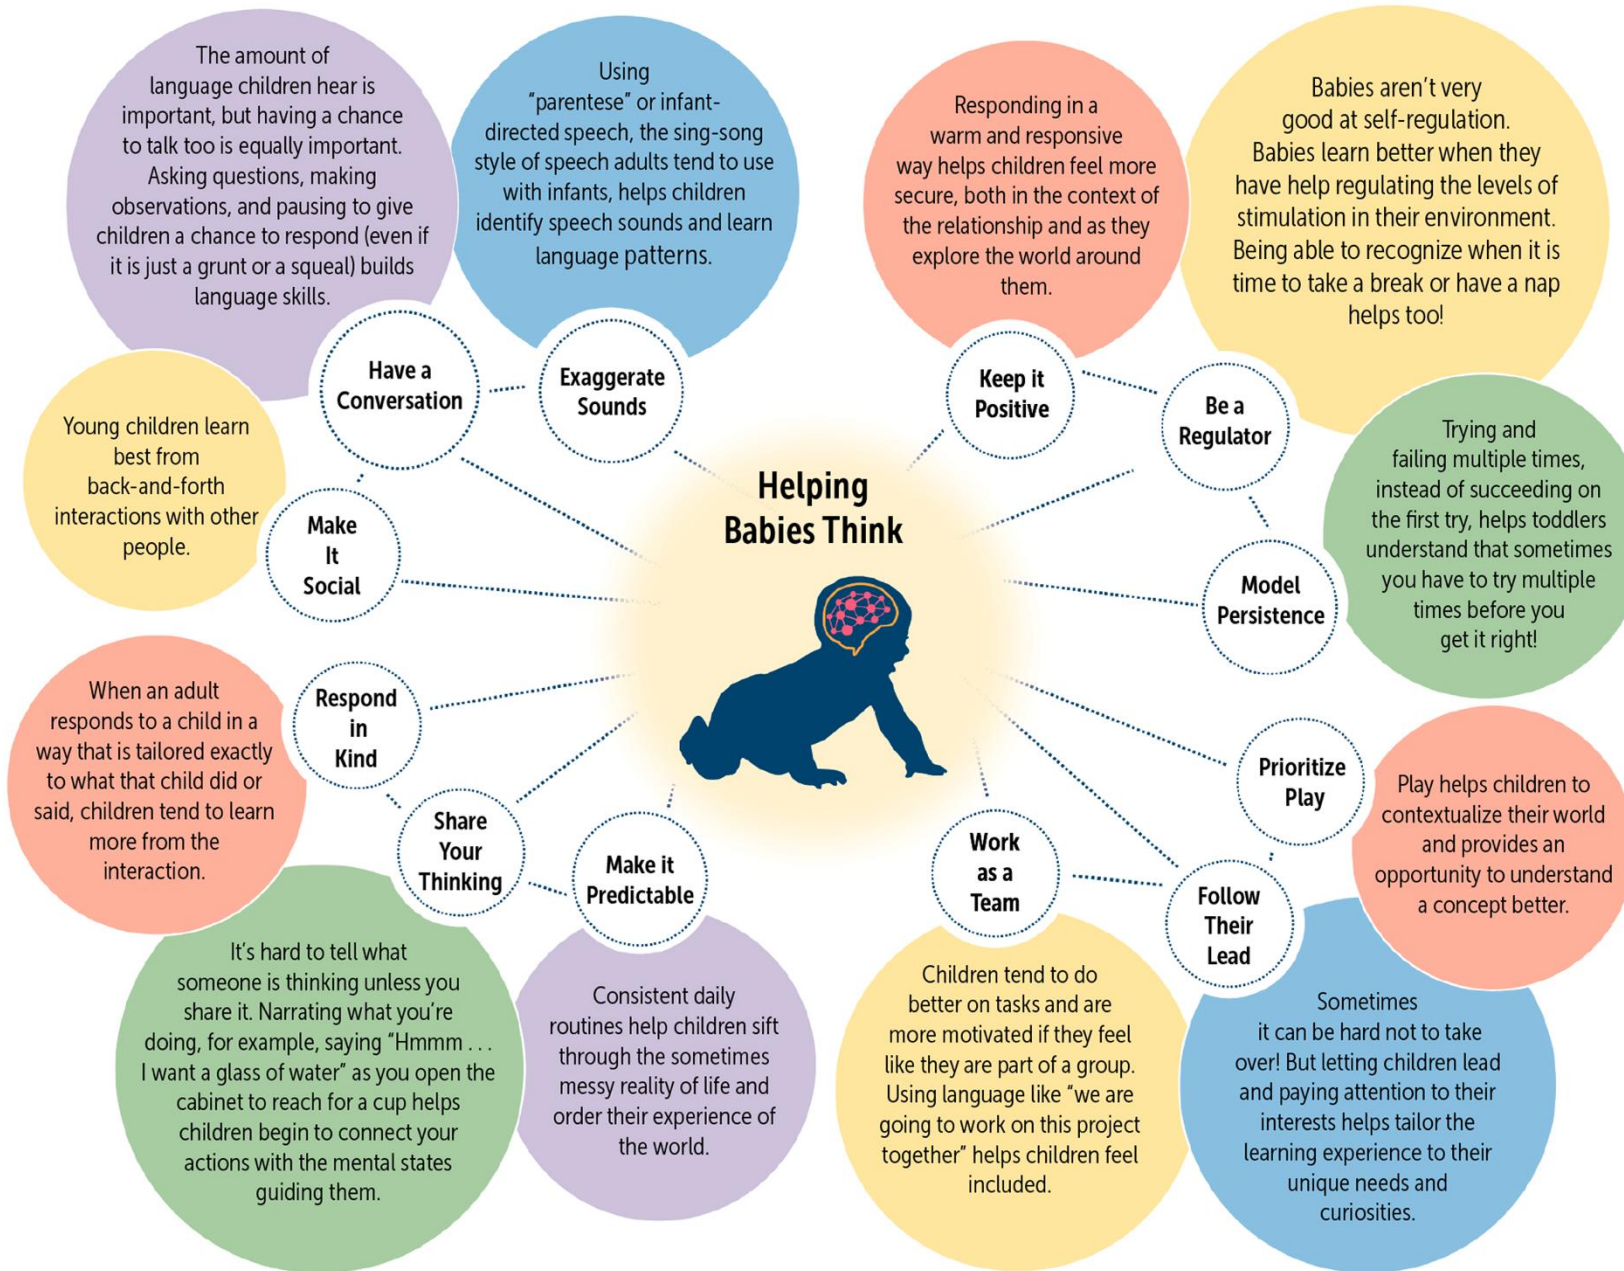 Helping
Babies Think
The amount of
language children hear is
important, but having a chance
to talk too is equally important.
Asking questions, making
observations, and pausing to give
children a chance to respond (even if
it is just a grunt or a squeal) builds
language skills.
Have a
Conversation
Using
"parentese" or infant-
directed speech, the sing-song
style of speech adults tend to use
with infants, helps children
identify speech sounds and learn
language patterns.
Exaggerate
Sounds
Responding in a
warm and responsive
way helps children feel more
secure, both in the context of
the relationship and as they
explore the world around
them.
Keep it
Positive
Babies aren't very
good at self-regulation.
Babies learn better when they
have help regulating the levels of
stimulation in their environment.
Being able to recognize when it is
time to take a break or have a nap
helps too!
Be a
Regulator
Young children learn
best from
back-and-forth
interactions with other
people.
Make
It
Social
Trying and
failing multiple times,
instead of succeeding on
the first try, helps toddlers
understand that sometimes
you have to try multiple
times before you
get it right!
Model
Persistence
When an adult
responds to a child in a
way that is tailored exactly
to what that child did or
said, children tend to learn
more from the
interaction.
Respond
in
Kind
Prioritize
Play
Play helps children to
contextualize their world
and provides an
opportunity to understand
a concept better.
Share
Your
Thinking
It's hard to tell what
someone is thinking unless you
share it. Narrating what you're
doing, for example, saying "Hmmm . . .
I want a glass of water" as you open the
cabinet to reach for a cup helps
children begin to connect your
actions with the mental states
guiding them.
Make it
Predictable
Consistent daily
routines help children sift
through the sometimes
messy reality of life and
order their experience of
the world.
Work
as a
Team
Children tend to do
better on tasks and are
more motivated if they feel
like they are part of a group.
Using language like "we are
going to work on this project
together" helps children feel
included.
Follow
Their
Lead
Sometimes
it can be hard not to take
over! But letting children lead
and paying attention to their
interests helps tailor the
learning experience to their
unique needs and
curiosities.